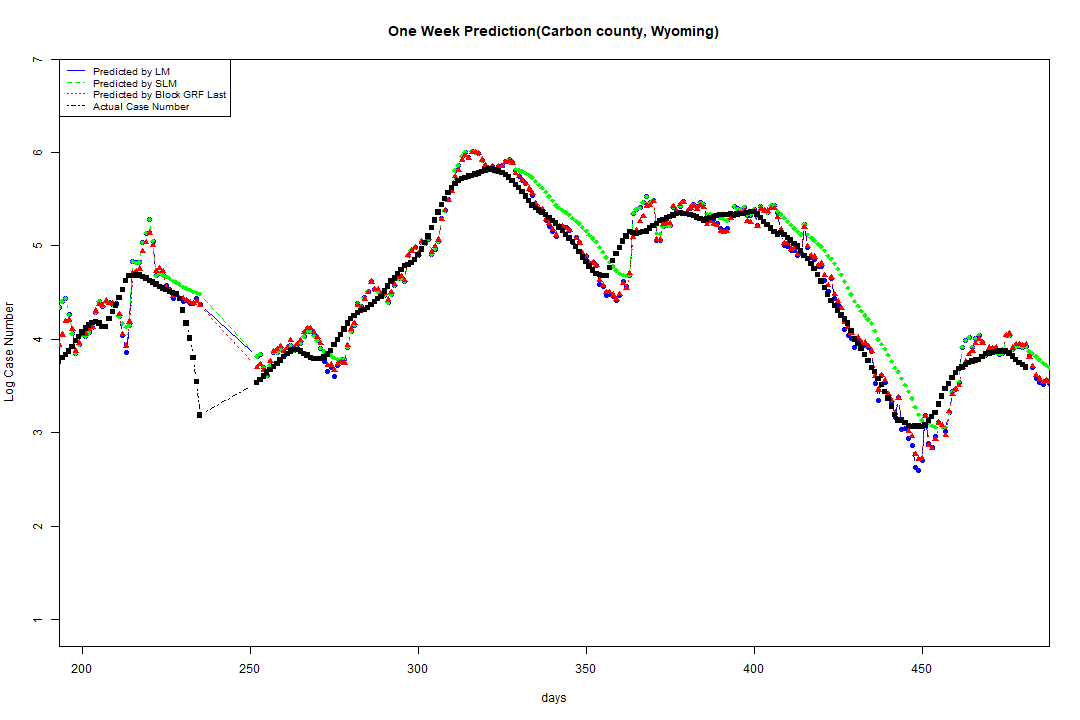 One Week Prediction(Carbon county, Wyoming)
Predicted by LM
Predicted by SLM
Predicted by Block GRF Last
Actual Case Number
7
6
5
4
3
2
1
Log Case Number
200 250 300 350 400 450
days